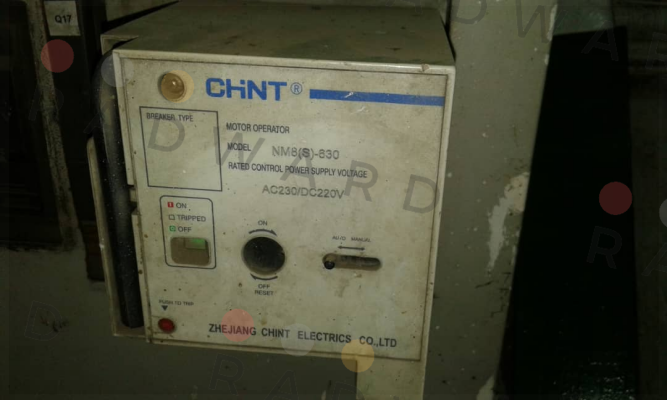 Q17
CHNT®
BREAKER TYPE
MOTOR OPERATOR
MODEL NM8(S)-630
RATED CONTROL POWER SUPPLY VOLTAGE
AC230/DC220V
ON
TRIPPED
OFF
ON
OFF
RESET
AUTO MANUAL
PUSH TO TRIP
ZHEJIANG CHINT ELECTRICS CO.,LTD
RADWARD